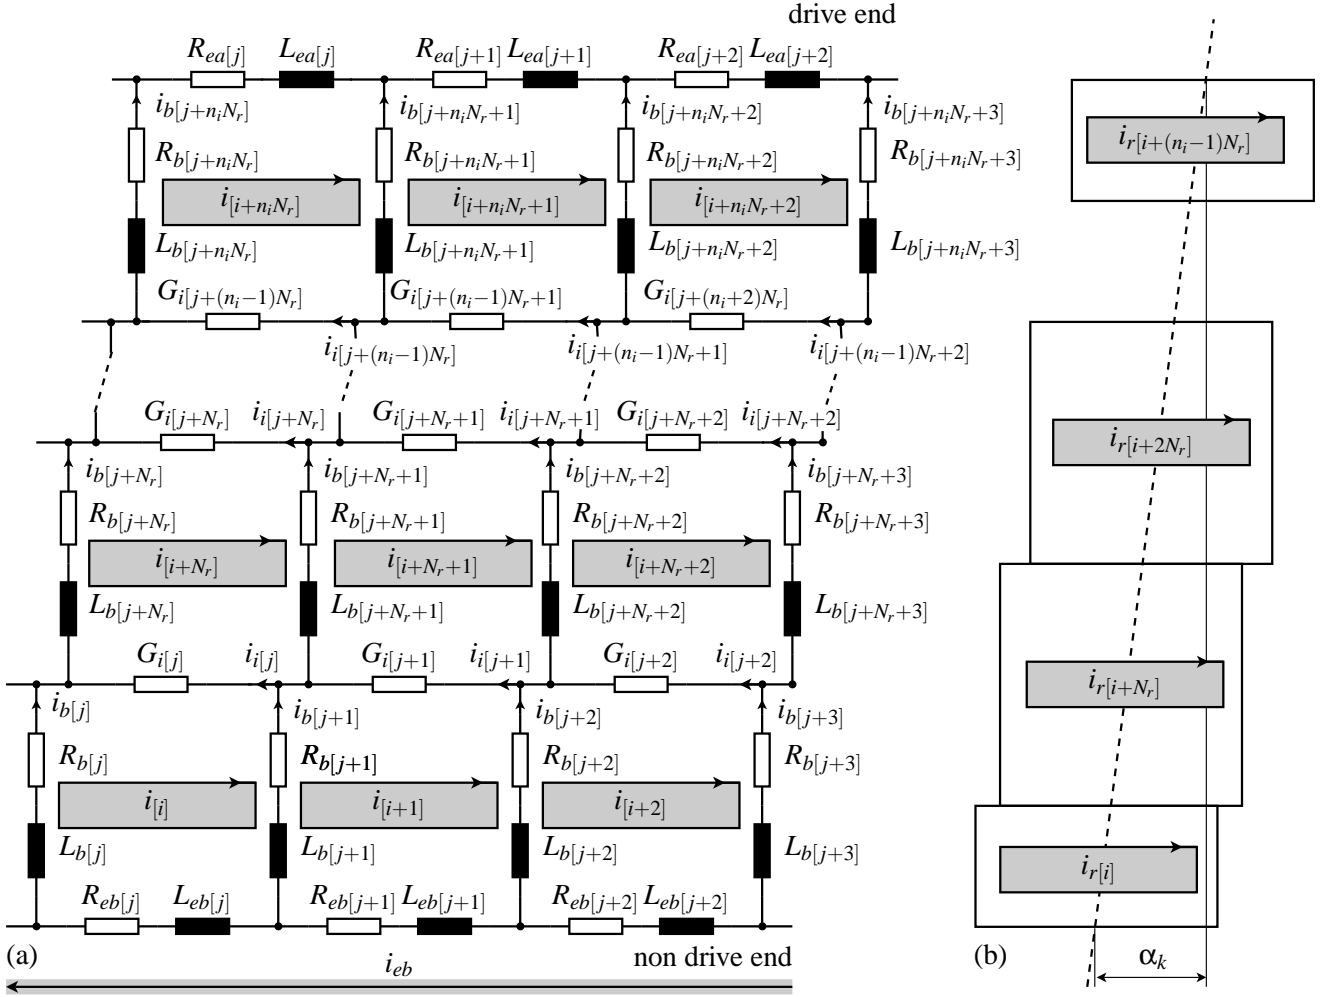 drive end
R_{ea[j]} L_{ea[j]} R_{ea[j+1]} L_{ea[j+1]} R_{ea[j+2]} L_{ea[j+2]}
i_{b[j+n_iN_r]} i_{b[j+n_iN_r+1]} i_{b[j+n_iN_r+2]} i_{b[j+n_iN_r+3]}
R_{b[j+n_iN_r]} R_{b[j+n_iN_r+1]} R_{b[j+n_iN_r+2]} R_{b[j+n_iN_r+3]}
i_{[i+n_iN_r]} i_{[i+n_iN_r+1]} i_{[i+n_iN_r+2]}
L_{b[j+n_iN_r]} L_{b[j+n_iN_r+1]} L_{b[j+n_iN_r+2]} L_{b[j+n_iN_r+3]}
G_{i[j+(n_i−1)N_r]} G_{i[j+(n_i−1)N_r+1]} G_{i[j+(n_i+2)N_r]}
i_{i[j+(n_i−1)N_r]} i_{i[j+(n_i−1)N_r+1]} i_{i[j+(n_i−1)N_r+2]}
G_{i[j+N_r]} i_{i[j+N_r]} G_{i[j+N_r+1]} i_{i[j+N_r+1]} G_{i[j+N_r+2]} i_{i[j+N_r+2]}
i_{b[j+N_r]} i_{b[j+N_r+1]} i_{b[j+N_r+2]} i_{b[j+N_r+3]}
R_{b[j+N_r]} R_{b[j+N_r+1]} R_{b[j+N_r+2]} R_{b[j+N_r+3]}
i_{[i+N_r]} i_{[i+N_r+1]} i_{[i+N_r+2]}
L_{b[j+N_r]} L_{b[j+N_r+1]} L_{b[j+N_r+2]} L_{b[j+N_r+3]}
G_{i[j]} i_{i[j]} G_{i[j+1]} i_{i[j+1]} G_{i[j+2]} i_{i[j+2]}
i_{b[j]} i_{b[j+1]} i_{b[j+2]} i_{b[j+3]}
R_{b[j]} R_{b[j+1]} R_{b[j+2]} R_{b[j+3]}
i_{[i]} i_{[i+1]} i_{[i+2]}
L_{b[j]} L_{b[j+1]} L_{b[j+2]} L_{b[j+3]}
R_{eb[j]} L_{eb[j]} R_{eb[j+1]} L_{eb[j+1]} R_{eb[j+2]} L_{eb[j+2]}
(a) i_{eb} non drive end
i_{r[i+(n_i−1)N_r]}
i_{r[i+2N_r]}
i_{r[i+N_r]}
i_{r[i]}
(b) α_k